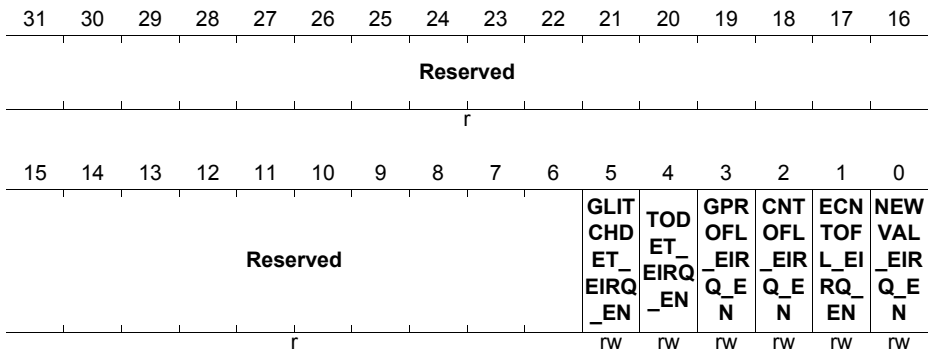 31 30 29 28 27 26 25 24 23 22 21 20 19 18 17 16
Reserved
r
15 14 13 12 11 10 9 8 7 6 5 4 3 2 1 0
Reserved
GLIT
CHD
ET_
EIRQ
_EN
TOD
ET_
EIRQ
_EN
GPR
OFL
_EIR
Q_E
N
CNT
OFL
_EIR
Q_E
N
ECN
TOF
L_EI
RQ_
EN
NEW
VAL
_EIR
Q_E
N
r rw rw rw rw rw rw